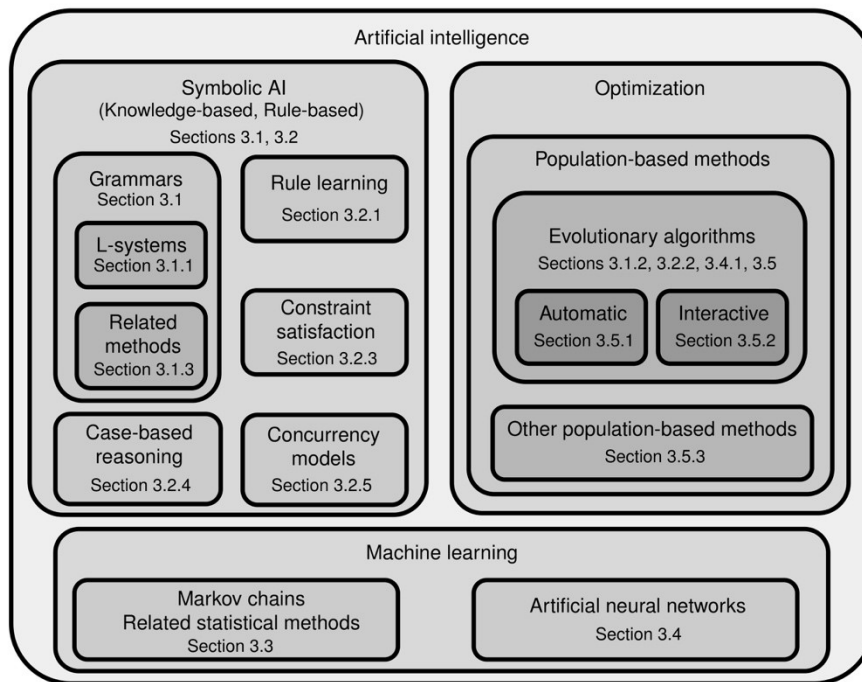 Artificial intelligence
Symbolic AI
(Knowledge-based, Rule-based)
Sections 3.1, 3.2
Grammars
Section 3.1
L-systems
Section 3.1.1
Related
methods
Section 3.1.3
Rule learning
Section 3.2.1
Constraint
satisfaction
Section 3.2.3
Case-based
reasoning
Section 3.2.4
Concurrency
models
Section 3.2.5
Optimization
Population-based methods
Evolutionary algorithms
Sections 3.1.2, 3.2.2, 3.4.1, 3.5
Automatic
Section 3.5.1
Interactive
Section 3.5.2
Other population-based methods
Section 3.5.3
Machine learning
Markov chains
Related statistical methods
Section 3.3
Artificial neural networks
Section 3.4